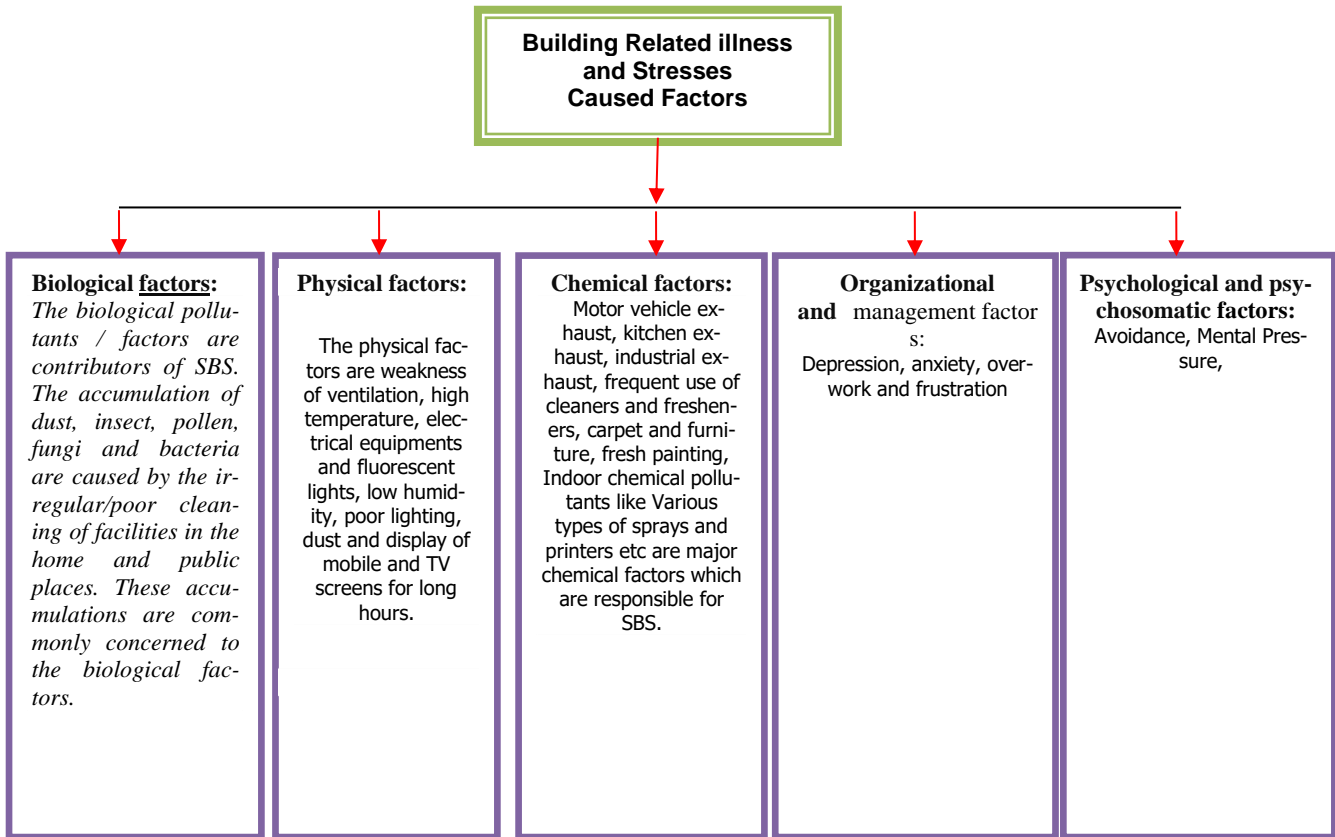 Building Related illness
and Stresses
Caused Factors
Biological factors:
The biological pollu-
tants / factors are
contributors of SBS.
The accumulation of
dust, insect, pollen,
fungi and bacteria
are caused by the ir-
regular/poor clean-
ing of facilities in the
home and public
places. These accu-
mulations are com-
monly concerned to
the biological fac-
tors.
Physical factors:
The physical fac-
tors are weakness
of ventilation, high
temperature, elec-
trical equipments
and fluorescent
lights, low humid-
ity, poor lighting,
dust and display of
mobile and TV
screens for long
hours.
Chemical factors:
Motor vehicle ex-
haust, kitchen ex-
haust, industrial ex-
haust, frequent use of
cleaners and freshen-
ers, carpet and furni-
ture, fresh painting,
Indoor chemical pollu-
tants like Various
types of sprays and
printers etc are major
chemical factors which
are responsible for
SBS.
Organizational
and management factor
s:
Depression, anxiety, over-
work and frustration
Psychological and psy-
chosomatic factors:
Avoidance, Mental Pres-
sure,